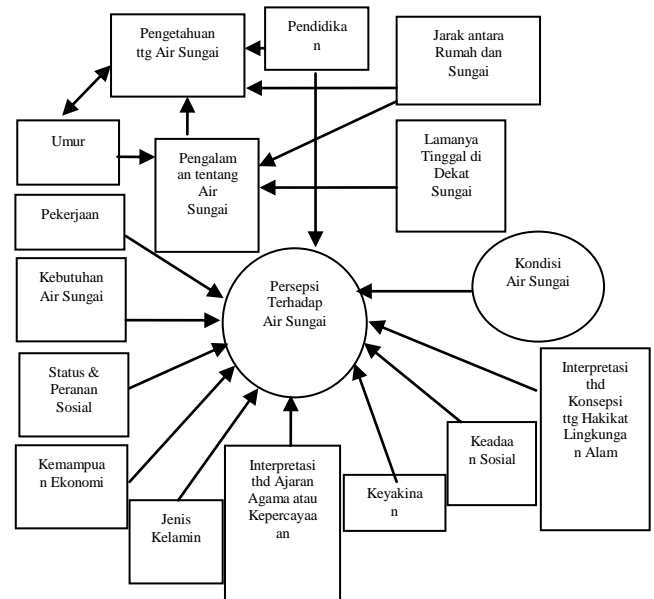 Pengetahuan
ttg Air Sungai
Pendidika
n
Jarak antara
Rumah dan
Sungai
Umur
Pengalam
an tentang
Air
Sungai
Lamanya
Tinggal di
Dekat
Sungai
Pekerjaan
Kebutuhan
Air Sungai
Persepsi
Terhadap
Air Sungai
Kondisi
Air Sungai
Status &
Peranan
Sosial
Interpretasi
thd
Konsepsi
ttg Hakikat
Lingkunga
n Alam
Kemampua
n Ekonomi
Jenis
Kelamin
Interpretasi
thd Ajaran
Agama atau
Kepercayaa
an
Keyakina
n
Keadaa
n Sosial